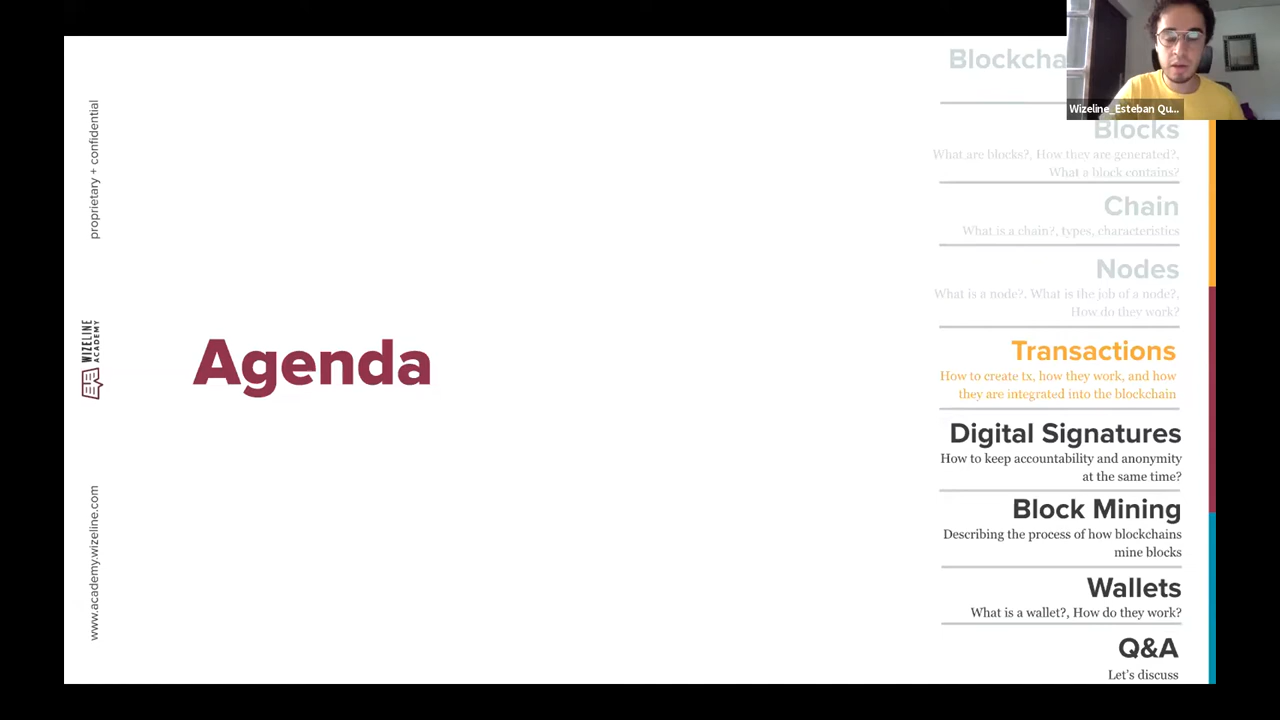 proprietary + confidential
WIZELINE
ACADEMY
www.academy.wizeline.com
Agenda
Wizeline_Esteban Qu...
Blockcha
Blocks
What are blocks?, How they are generated?,
What a block contains?
Chain
What is a chain?, types, characteristics
Nodes
What is a node?, What is the job of a node?,
How do they work?
Transactions
How to create tx, how they work, and how
they are integrated into the blockchain
Digital Signatures
How to keep accountability and anonymity
at the same time?
Block Mining
Describing the process of how blockchains
mine blocks
Wallets
What is a wallet?, How do they work?
Q&A
Let's discuss